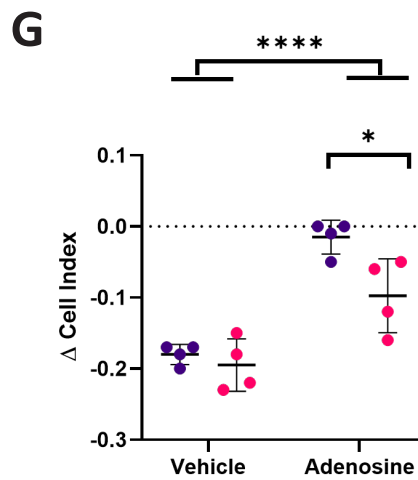 G
****
*
0.1
0.0
-0.1
-0.2
-0.3
Δ Cell Index
Vehicle Adenosine